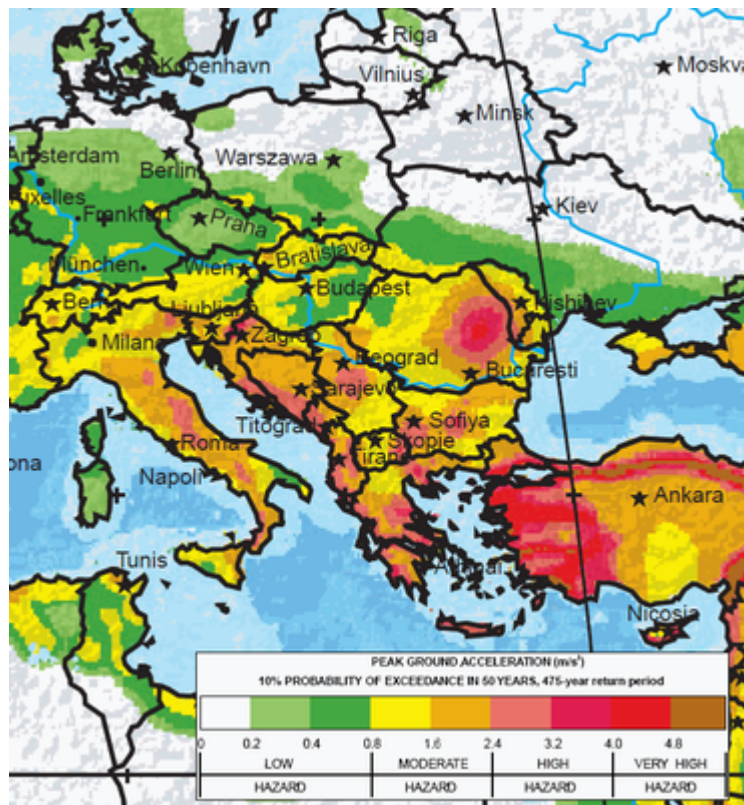 Riga
København
Moskva
Vilnius
Minsk
Amsterdam
Berlin
Warszawa
uxelles
Frankfurt
Praha
Kiev
München
Wien
Bratislava
Budapest
Kishinev
Bern
Ljubljana
Zagreb
Milano
Beograd
Bucuresti
Sarajevo
Titograd
Sofiya
Skopie
Roma
Tirane
ona
Napoli
Ankara
Athinai
Tunis
Nicosia
PEAK GROUND ACCELERATION (m/s²)
10% PROBABILITY OF EXCEEDANCE IN 50 YEARS, 475-year return period
0 0.2 0.4 0.8 1.6 2.4 3.2 4.0 4.8
LOW MODERATE HIGH VERY HIGH
HAZARD HAZARD HAZARD HAZARD